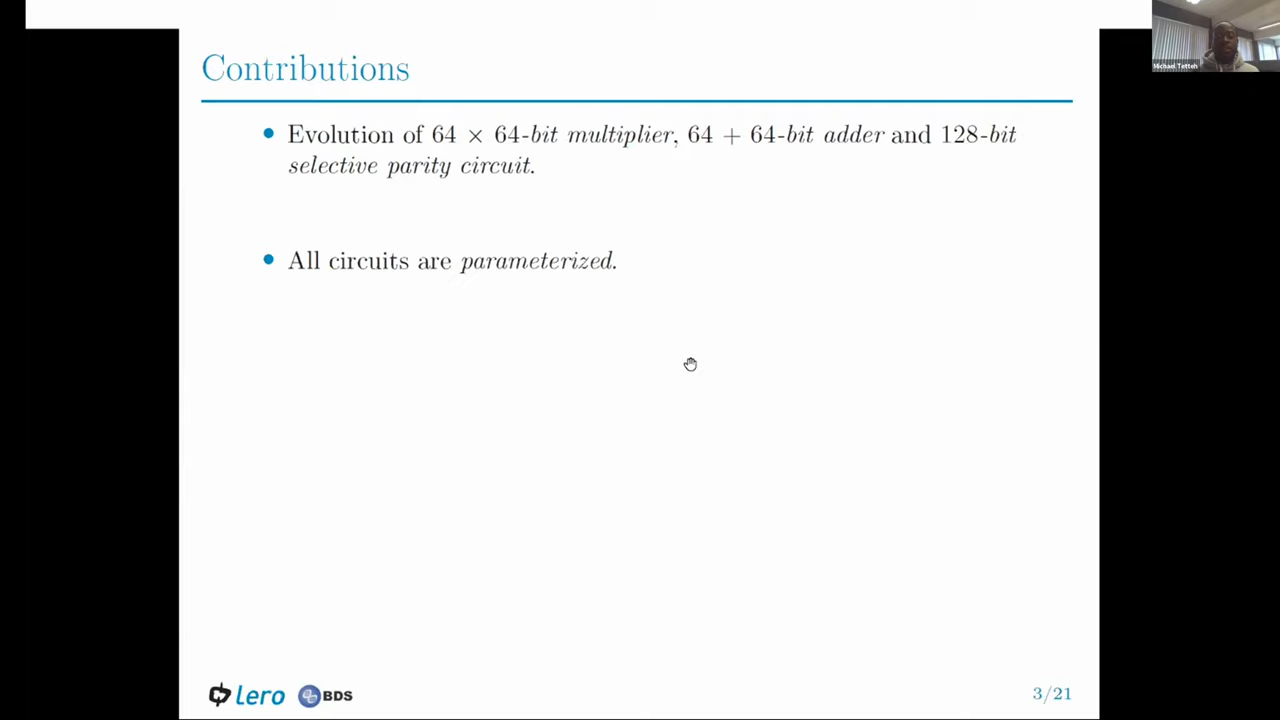 Michael Tetteh
Contributions
• Evolution of 64 × 64-bit multiplier, 64 + 64-bit adder and 128-bit
selective parity circuit.
• All circuits are parameterized.
lero BDS
3/21